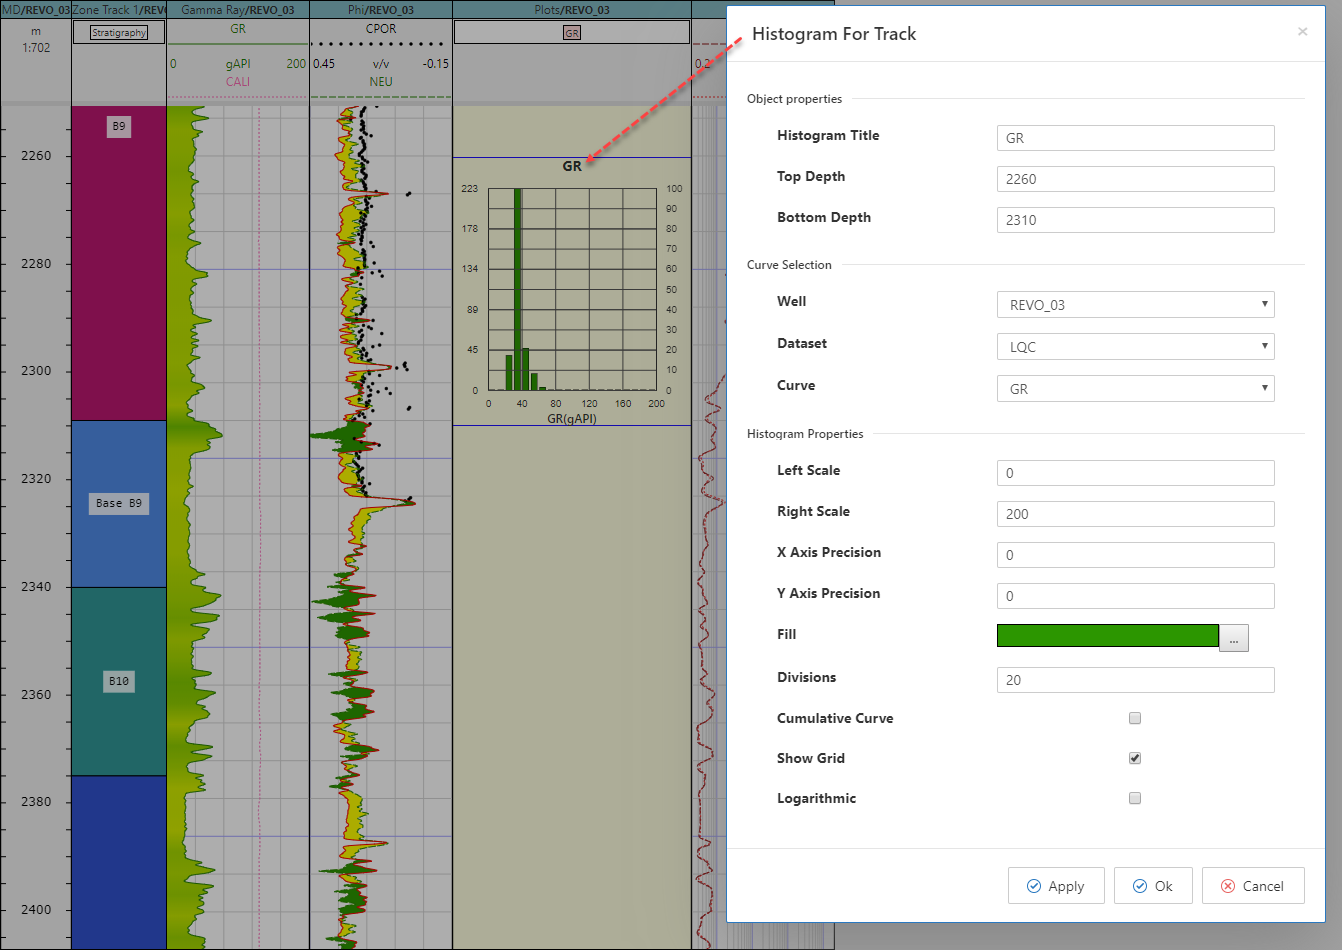 MD/REVO_03 Zone Track 1/REVO Gamma Ray/REVO_03 Phi/REVO_03 Plots/REVO_03
m
1:702
Stratigraphy
GR
0 gAPI 200
CALI
CPOR
0.45 v/v -0.15
NEU
GR
0.2
2260
2280
2300
2320
2340
2360
2380
2400
B9
Base B9
B10
GR
223 100
90
178 80
70
134 60
50
89 40
30
45 20
10
0 0
0 40 80 120 160 200
GR(gAPI)
Histogram For Track ×
Object properties
Histogram Title GR
Top Depth 2260
Bottom Depth 2310
Curve Selection
Well REVO_03
Dataset LQC
Curve GR
Histogram Properties
Left Scale 0
Right Scale 200
X Axis Precision 0
Y Axis Precision 0
Fill ...
Divisions 20
Cumulative Curve
Show Grid
Logarithmic
Apply Ok Cancel